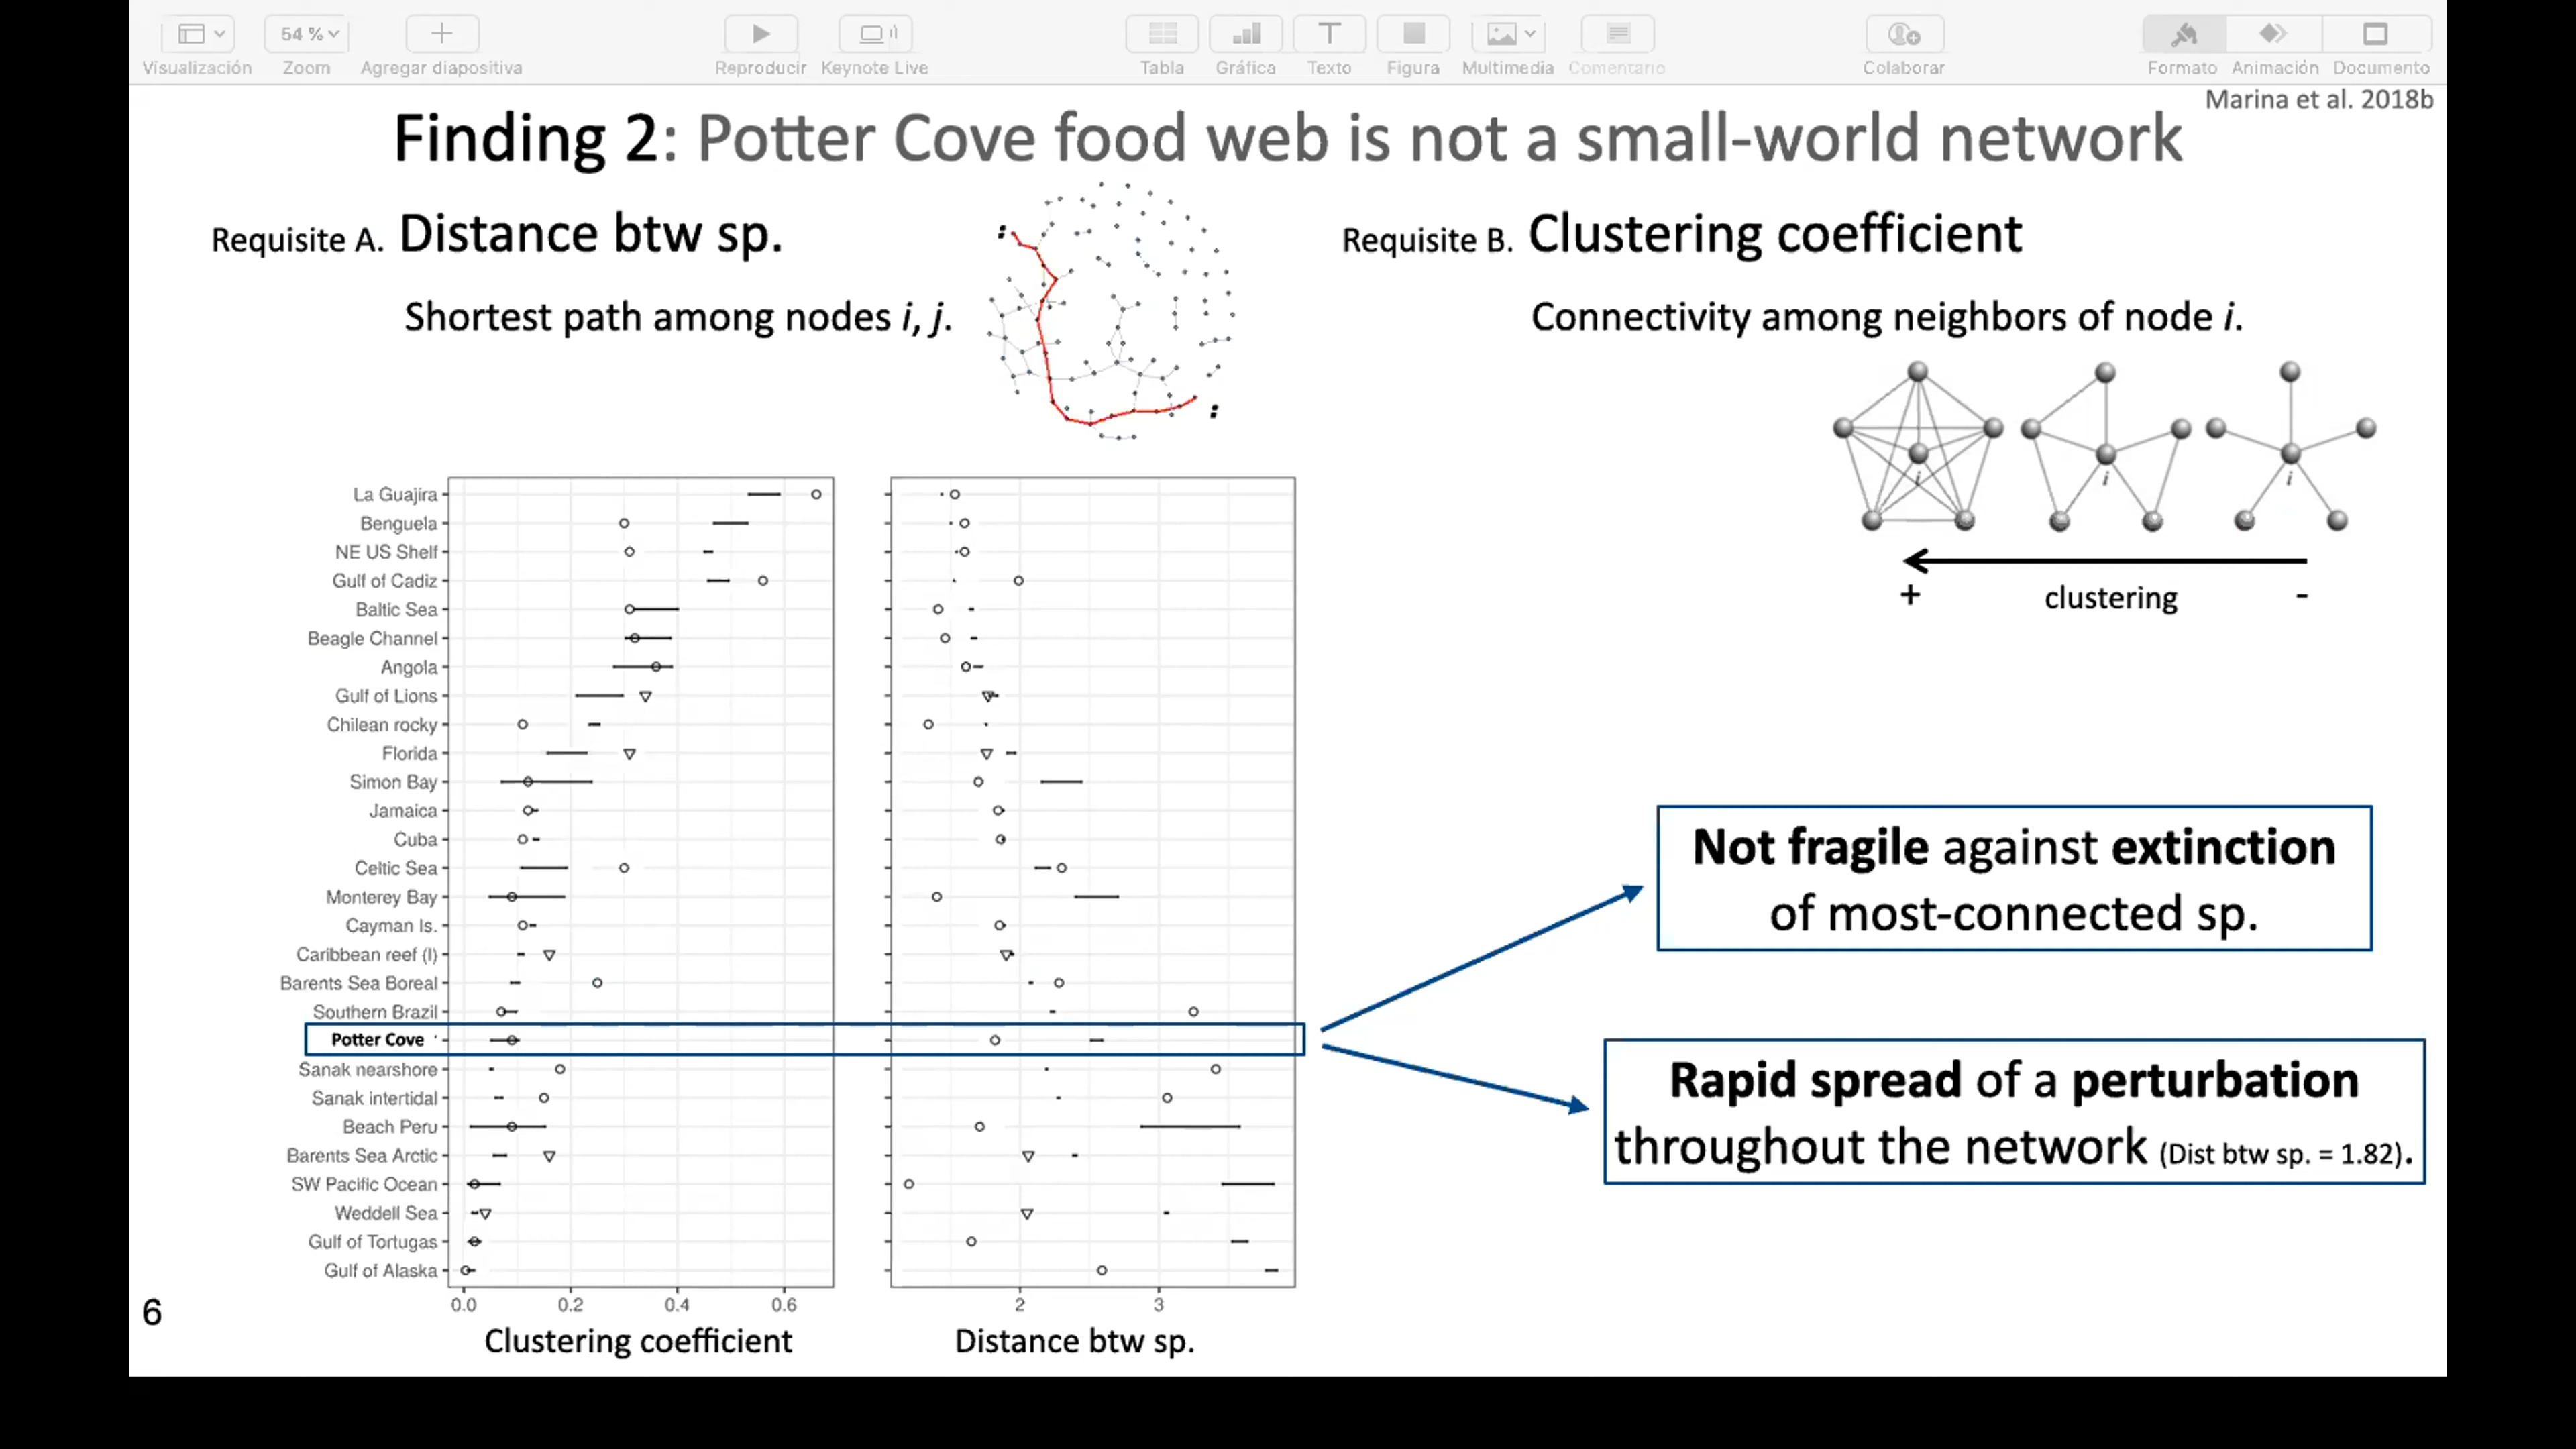 54 %
Visualización Zoom Agregar diapositiva Reproducir Keynote Live Tabla Gráfica Texto Figura Multimedia Comentario Colaborar Formato Animación Documento
Marina et al. 2018b
Finding 2: Potter Cove food web is not a small-world network
Requisite A. Distance btw sp.
Shortest path among nodes i, j.
Requisite B. Clustering coefficient
Connectivity among neighbors of node i.
i i i
+ clustering -
La Guajira
Benguela
NE US Shelf
Gulf of Cadiz
Baltic Sea
Beagle Channel
Angola
Gulf of Lions
Chilean rocky
Florida
Simon Bay
Jamaica
Cuba
Celtic Sea
Monterey Bay
Cayman Is.
Caribbean reef (I)
Barents Sea Boreal
Southern Brazil
Potter Cove
Sanak nearshore
Sanak intertidal
Beach Peru
Barents Sea Arctic
SW Pacific Ocean
Weddell Sea
Gulf of Tortugas
Gulf of Alaska
0.0 0.2 0.4 0.6
2 3
Clustering coefficient
Distance btw sp.
Not fragile against extinction
of most-connected sp.
Rapid spread of a perturbation
throughout the network (Dist btw sp. = 1.82).
6